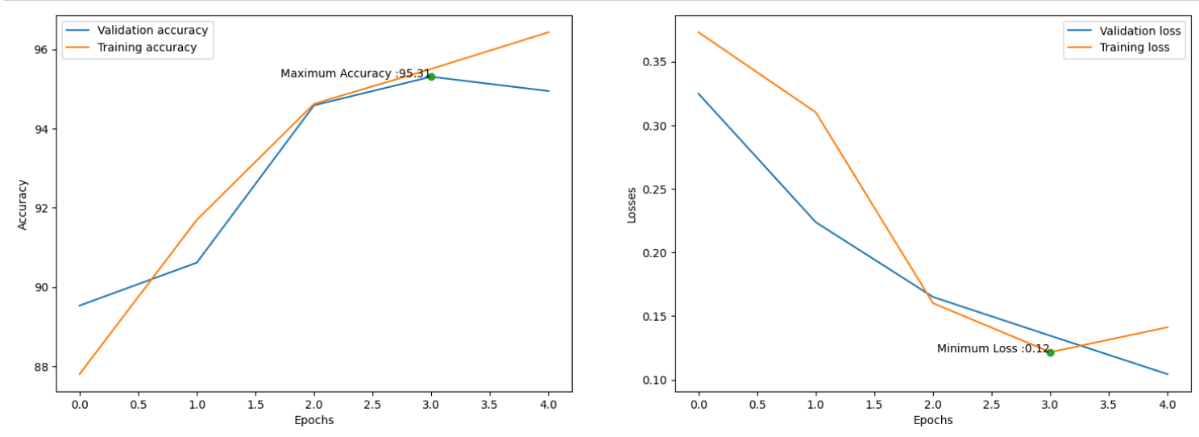 Validation accuracy
Training accuracy
Maximum Accuracy :95.31
Accuracy
96
94
92
90
88
0.0 0.5 1.0 1.5 2.0 2.5 3.0 3.5 4.0
Epochs
Validation loss
Training loss
Minimum Loss :0.12
Losses
0.35
0.30
0.25
0.20
0.15
0.10
0.0 0.5 1.0 1.5 2.0 2.5 3.0 3.5 4.0
Epochs